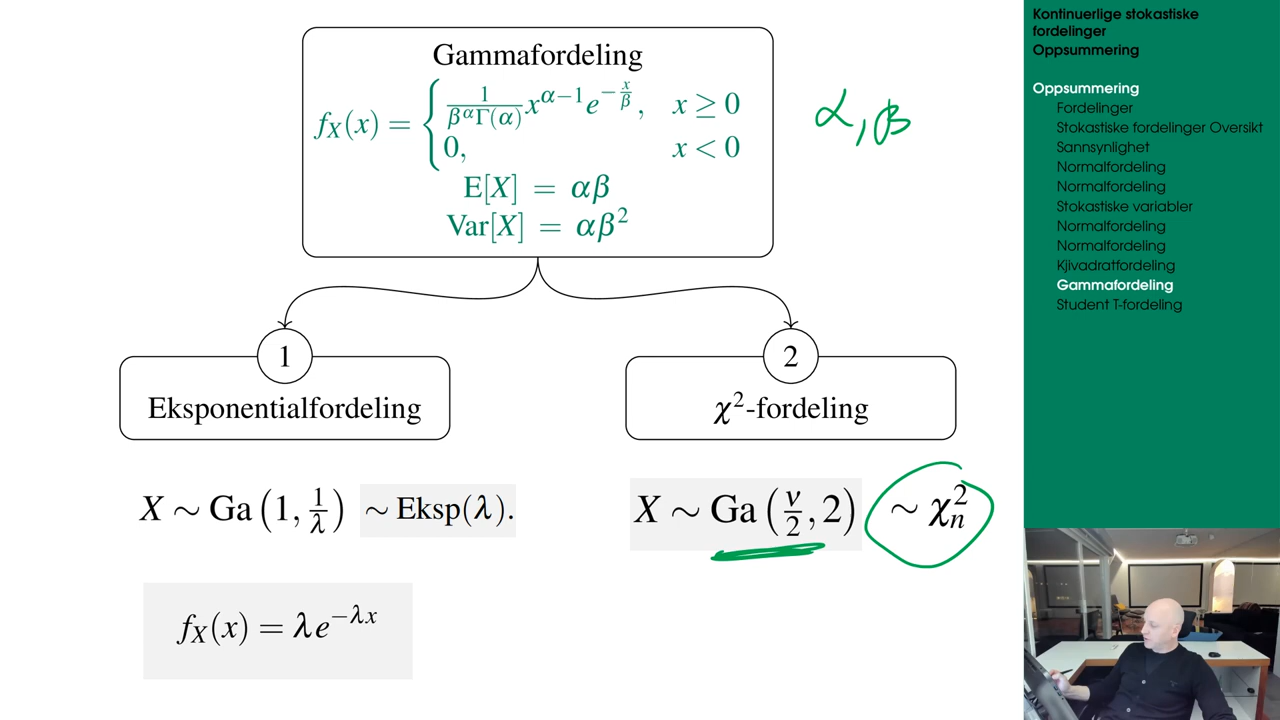 Gammafordeling
f_X(x) = { 1/(β^α Γ(α)) x^(α−1) e^(−x/β), x ≥ 0
0, x < 0
E[X] = αβ
Var[X] = αβ²
α, β
1
Eksponentialfordeling
X ∼ Ga(1, 1/λ) ∼ Eksp(λ).
f_X(x) = λe^(−λx)
2
χ²-fordeling
X ∼ Ga(ν/2, 2) ∼ χ²_n
Kontinuerlige stokastiske
fordelinger
Oppsummering
Oppsummering
Fordelinger
Stokastiske fordelinger Oversikt
Sannsynlighet
Normalfordeling
Normalfordeling
Stokastiske variabler
Normalfordeling
Normalfordeling
Kjivadratfordeling
Gammafordeling
Student T-fordeling